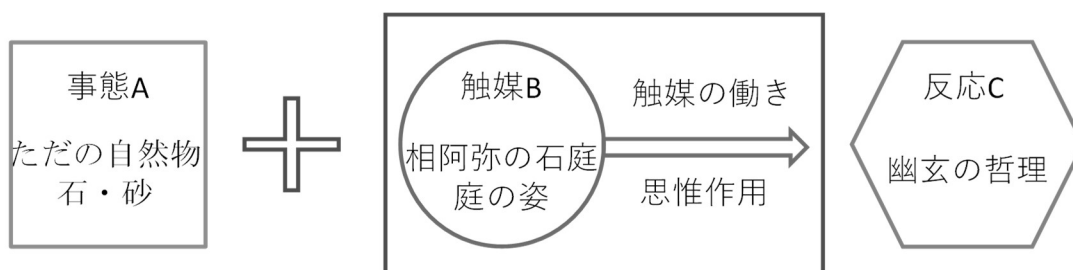 事態A
ただの自然物
石・砂
触媒B
相阿弥の石庭
庭の姿
触媒の働き
思惟作用
反応C
幽玄の哲理